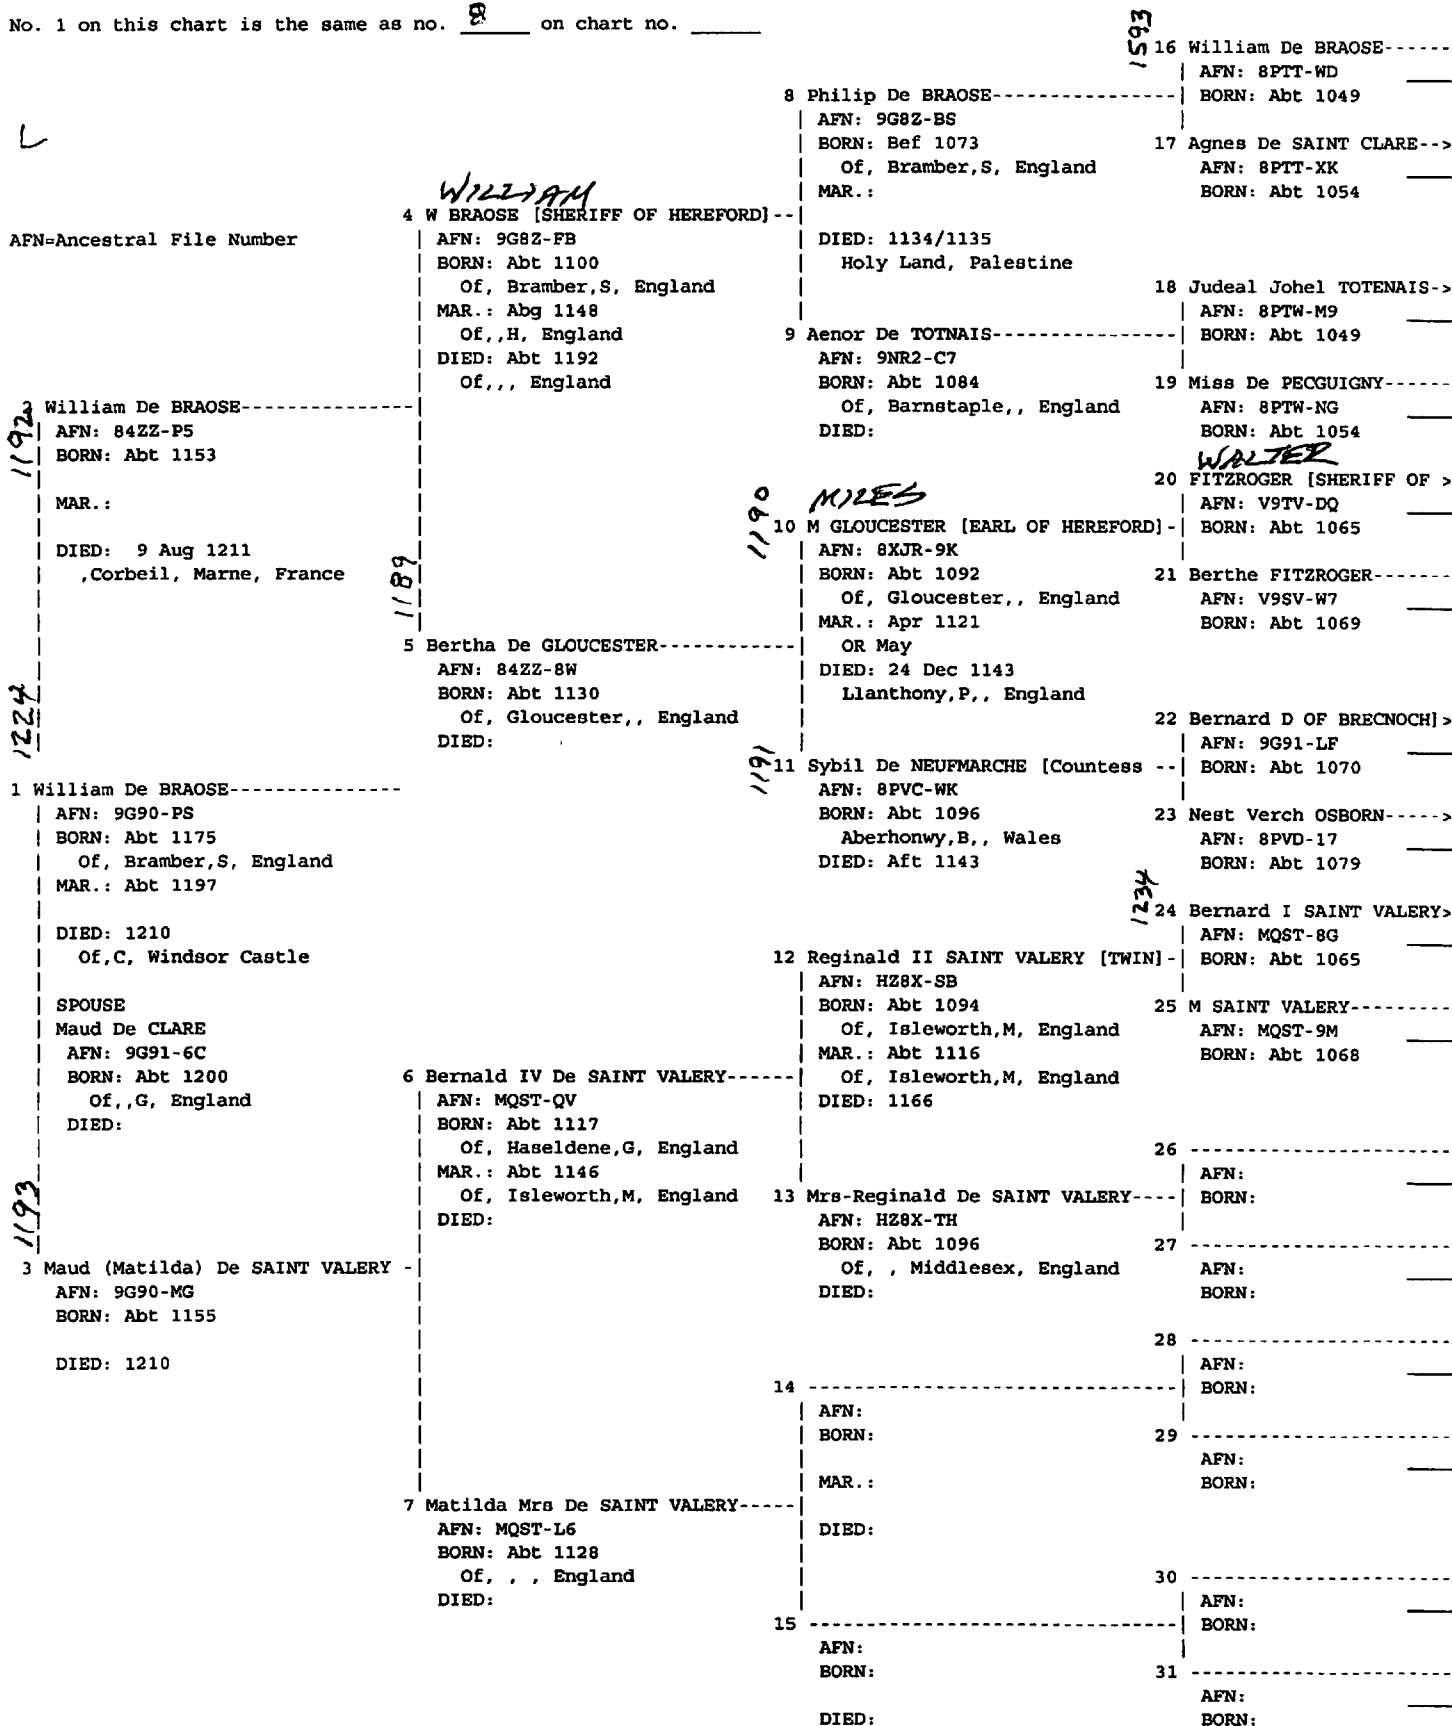 No. 1 on this chart is the same as no. 8 on chart no.
L
AFN=Ancestral File Number
1192
2 William De BRAOSE---------------
AFN: 84ZZ-P5
BORN: Abt 1153
MAR.:
DIED: 9 Aug 1211
,Corbeil, Marne, France
1224
1 William De BRAOSE--------------
AFN: 9G90-PS
BORN: Abt 1175
Of, Bramber,S, England
MAR.: Abt 1197
DIED: 1210
Of,C, Windsor Castle
SPOUSE
Maud De CLARE
AFN: 9G91-6C
BORN: Abt 1200
Of,,G, England
DIED:
1193
3 Maud (Matilda) De SAINT VALERY -
AFN: 9G90-MG
BORN: Abt 1155
DIED: 1210
WILLIAM
4 W BRAOSE [SHERIFF OF HEREFORD]--
AFN: 9G8Z-FB
BORN: Abt 1100
Of, Bramber,S, England
MAR.: Abg 1148
Of,,H, England
DIED: Abt 1192
Of,,, England
1189
5 Bertha De GLOUCESTER------------
AFN: 84ZZ-8W
BORN: Abt 1130
Of, Gloucester,, England
DIED:
6 Bernald IV De SAINT VALERY------
AFN: MQST-QV
BORN: Abt 1117
Of, Haseldene,G, England
MAR.: Abt 1146
Of, Isleworth,M, England
DIED:
7 Matilda Mrs De SAINT VALERY-----
AFN: MQST-L6
BORN: Abt 1128
Of, , , England
DIED:
8 Philip De BRAOSE----------------
AFN: 9G8Z-BS
BORN: Bef 1073
Of, Bramber,S, England
MAR.:
DIED: 1134/1135
Holy Land, Palestine
9 Aenor De TOTNAIS----------------
AFN: 9NR2-C7
BORN: Abt 1084
Of, Barnstaple,, England
DIED:
1190
MILES
10 M GLOUCESTER [EARL OF HEREFORD]-
AFN: 8XJR-9K
BORN: Abt 1092
Of, Gloucester,, England
MAR.: Apr 1121
OR May
DIED: 24 Dec 1143
Llanthony,P,, England
1191
11 Sybil De NEUFMARCHE [Countess --
AFN: 8PVC-WK
BORN: Abt 1096
Aberhonwy,B,, Wales
DIED: Aft 1143
12 Reginald II SAINT VALERY [TWIN]-
AFN: HZ8X-SB
BORN: Abt 1094
Of, Isleworth,M, England
MAR.: Abt 1116
Of, Isleworth,M, England
DIED: 1166
13 Mrs-Reginald De SAINT VALERY----
AFN: HZ8X-TH
BORN: Abt 1096
Of, , Middlesex, England
DIED:
14 --------------------------------
AFN:
BORN:
MAR.:
DIED:
15 --------------------------------
AFN:
BORN:
DIED:
1593
16 William De BRAOSE------
AFN: 8PTT-WD
BORN: Abt 1049
17 Agnes De SAINT CLARE-->
AFN: 8PTT-XK
BORN: Abt 1054
18 Judeal Johel TOTENAIS->
AFN: 8PTW-M9
BORN: Abt 1049
19 Miss De PECGUIGNY------
AFN: 8PTW-NG
BORN: Abt 1054
WALTER
20 FITZROGER [SHERIFF OF >
AFN: V9TV-DQ
BORN: Abt 1065
21 Berthe FITZROGER-------
AFN: V9SV-W7
BORN: Abt 1069
22 Bernard D OF BRECNOCH]>
AFN: 9G91-LF
BORN: Abt 1070
23 Nest Verch OSBORN----->
AFN: 8PVD-17
BORN: Abt 1079
1234
24 Bernard I SAINT VALERY>
AFN: MQST-8G
BORN: Abt 1065
25 M SAINT VALERY---------
AFN: MQST-9M
BORN: Abt 1068
26 -----------------------
AFN:
BORN:
27 -----------------------
AFN:
BORN:
28 -----------------------
AFN:
BORN:
29 -----------------------
AFN:
BORN:
30 -----------------------
AFN:
BORN:
31 -----------------------
AFN:
BORN: